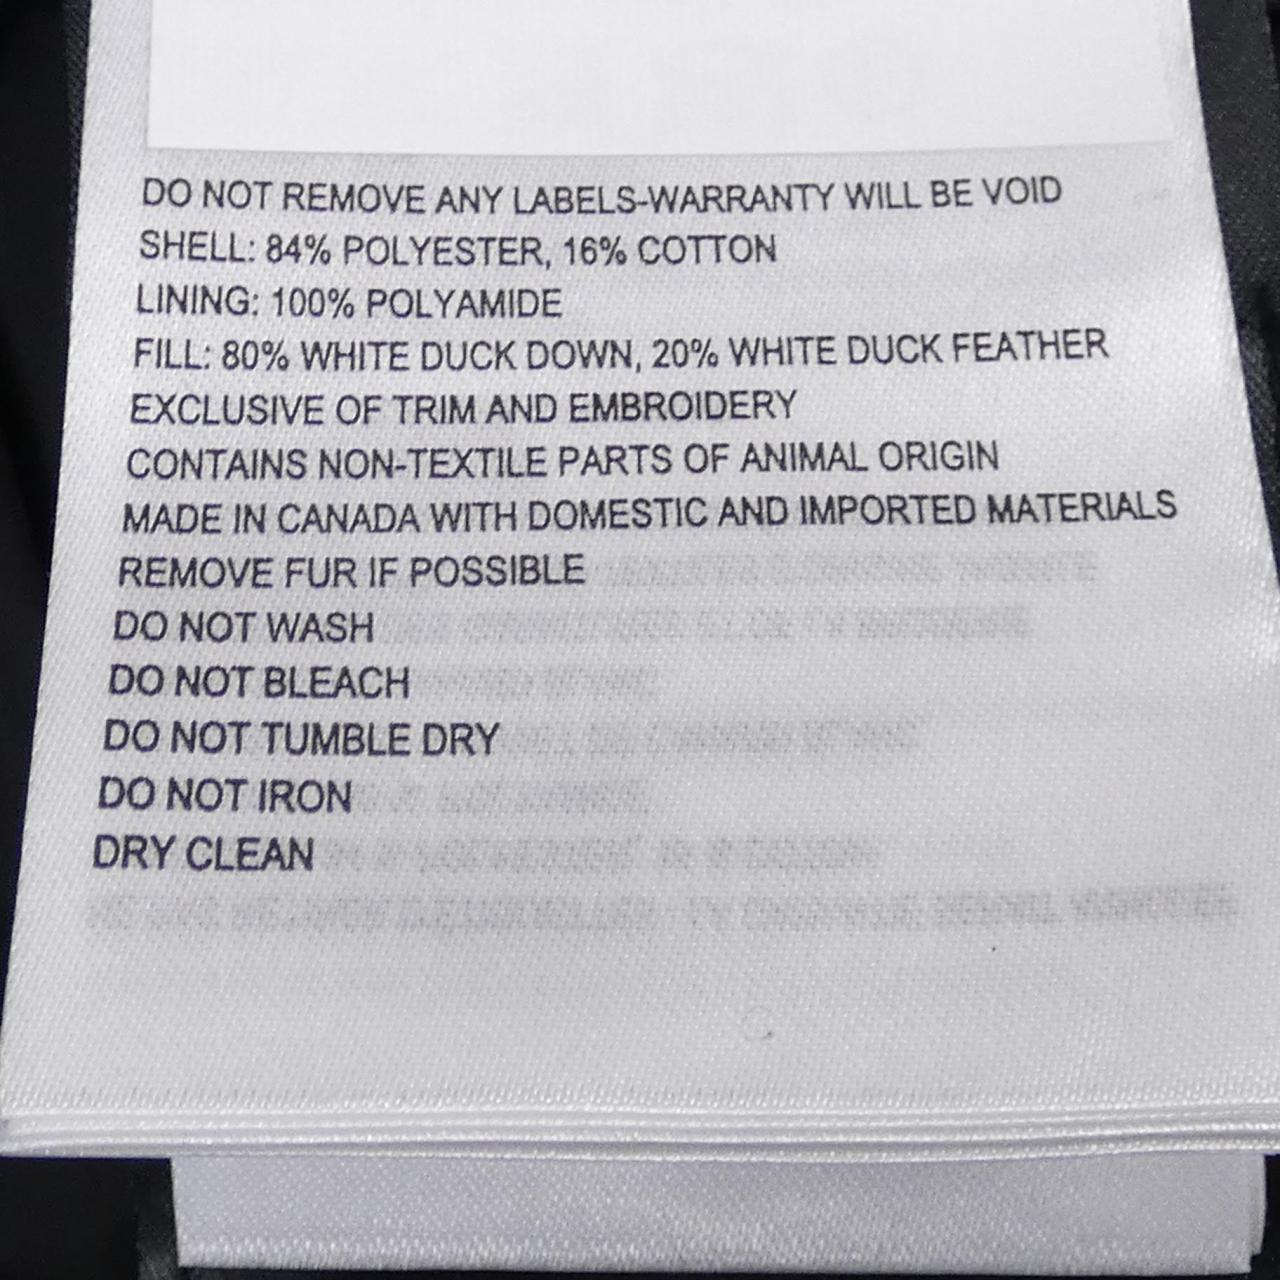 DO NOT REMOVE ANY LABELS-WARRANTY WILL BE VOID
SHELL: 84% POLYESTER, 16% COTTON
LINING: 100% POLYAMIDE
FILL: 80% WHITE DUCK DOWN, 20% WHITE DUCK FEATHER
EXCLUSIVE OF TRIM AND EMBROIDERY
CONTAINS NON-TEXTILE PARTS OF ANIMAL ORIGIN
MADE IN CANADA WITH DOMESTIC AND IMPORTED MATERIALS
REMOVE FUR IF POSSIBLE
DO NOT WASH
DO NOT BLEACH
DO NOT TUMBLE DRY
DO NOT IRON
DRY CLEAN